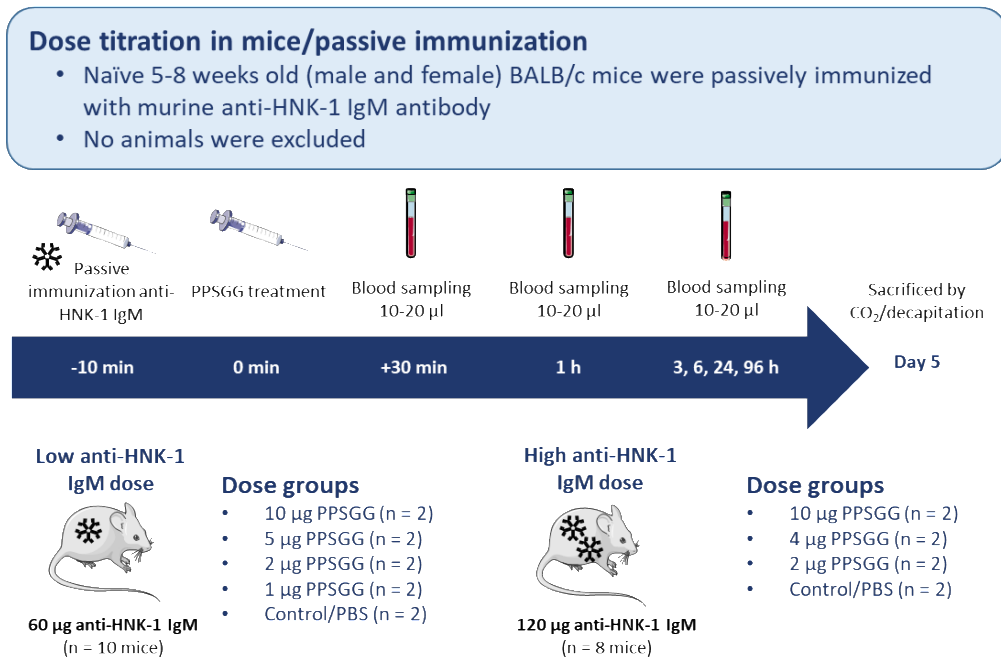 Dose titration in mice/passive immunization
• Naïve 5-8 weeks old (male and female) BALB/c mice were passively immunized
with murine anti-HNK-1 IgM antibody
• No animals were excluded
Passive
immunization anti-
HNK-1 IgM
PPSGG treatment
Blood sampling
10-20 µl
Blood sampling
10-20 µl
Blood sampling
10-20 µl
Sacrificed by
CO₂/decapitation
-10 min
0 min
+30 min
1 h
3, 6, 24, 96 h
Day 5
Low anti-HNK-1
IgM dose
60 µg anti-HNK-1 IgM
(n = 10 mice)
Dose groups
• 10 µg PPSGG (n = 2)
• 5 µg PPSGG (n = 2)
• 2 µg PPSGG (n = 2)
• 1 µg PPSGG (n = 2)
• Control/PBS (n = 2)
High anti-HNK-1
IgM dose
120 µg anti-HNK-1 IgM
(n = 8 mice)
Dose groups
• 10 µg PPSGG (n = 2)
• 4 µg PPSGG (n = 2)
• 2 µg PPSGG (n = 2)
• Control/PBS (n = 2)